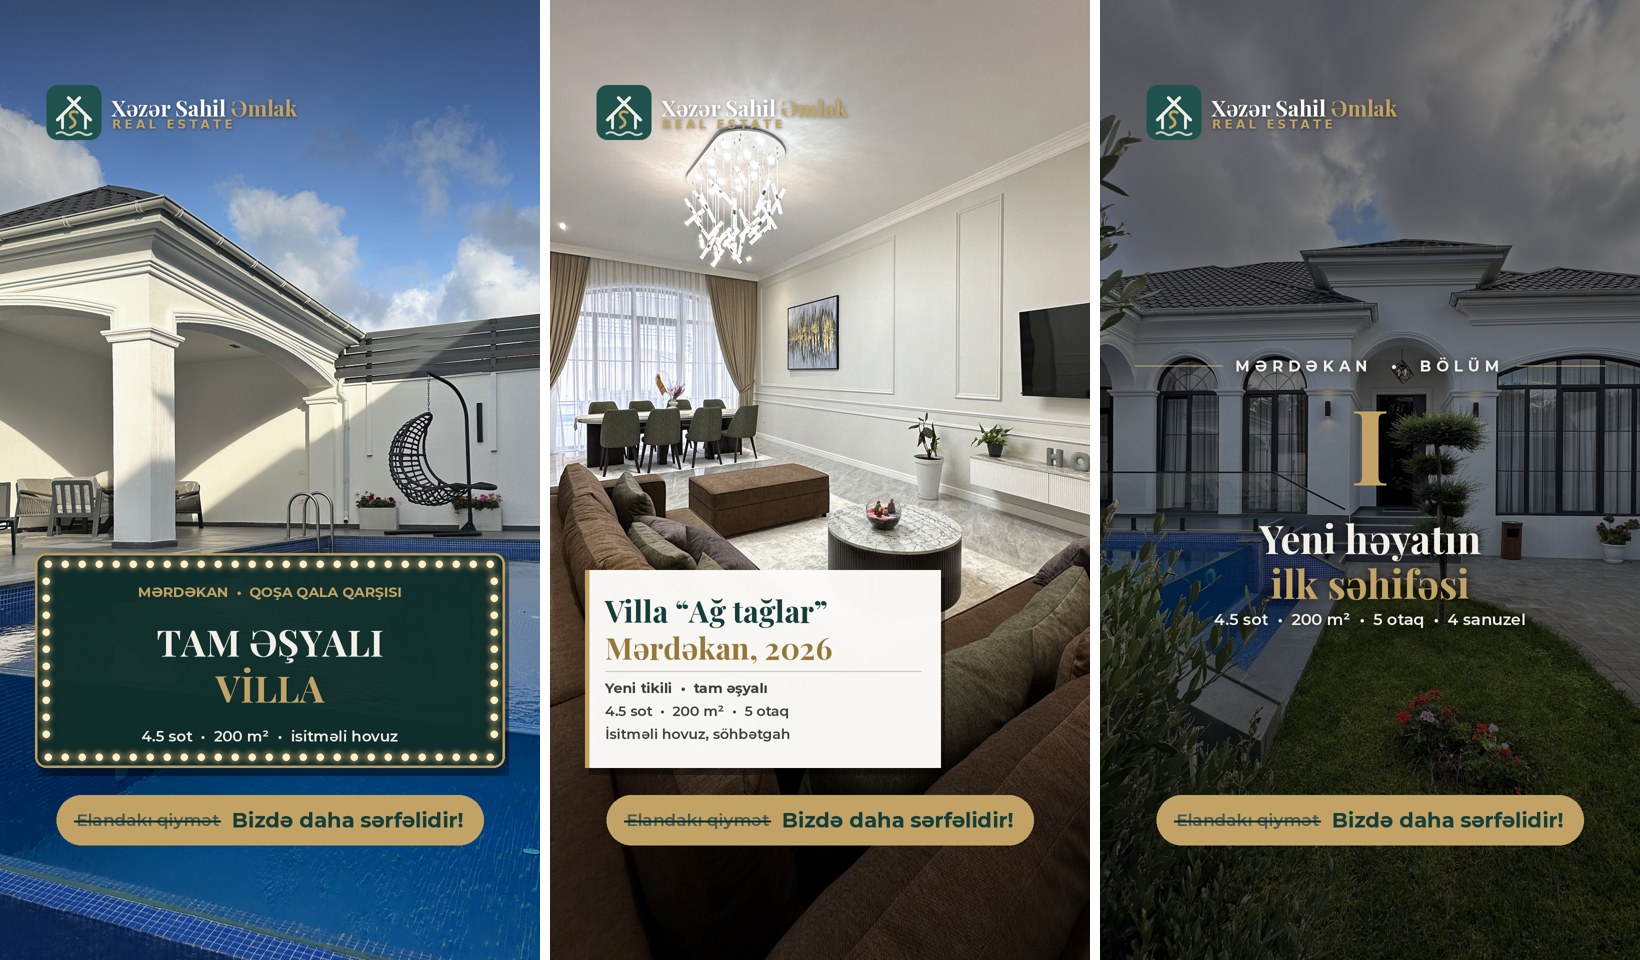 Xəzər Sahil Əmlak
REAL ESTATE
MƏRDƏKAN • QOŞA QALA QARŞISI
TAM ƏŞYALI
VİLLA
4.5 sot • 200 m² • isitməli hovuz
Elandakı qiymət Bizdə daha sərfəlidir!
Xəzər Sahil Əmlak
REAL ESTATE
HO
Villa “Ağ tağlar”
Mərdəkan, 2026
Yeni tikili • tam əşyalı
4.5 sot • 200 m² • 5 otaq
İsitməli hovuz, söhbətgah
Elandakı qiymət Bizdə daha sərfəlidir!
Xəzər Sahil Əmlak
REAL ESTATE
MƏRDƏKAN • BÖLÜM
I
Yeni həyatın
ilk səhifəsi
4.5 sot • 200 m² • 5 otaq • 4 sanuzel
Elandakı qiymət Bizdə daha sərfəlidir!